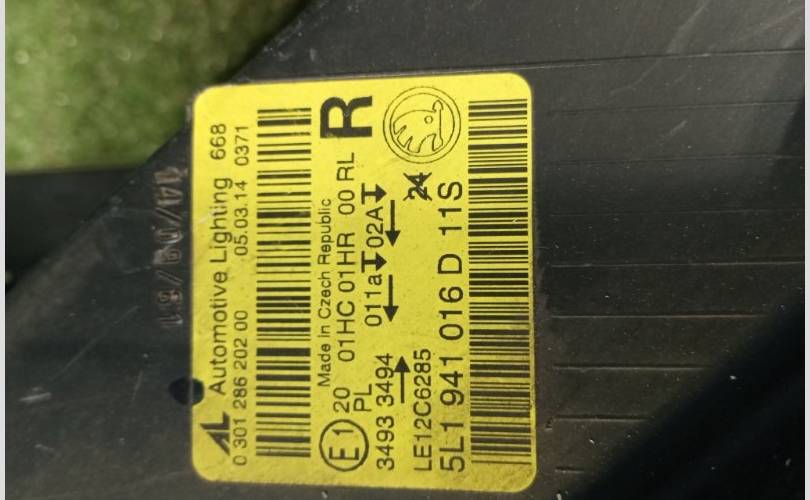 AL Automotive Lighting 668
0 301 286 202 00 05.03.14 0371
Made in Czech Republic
R
E1 20 01HC 01HR 00 RL
PL
3493 3494 011a 02A
24
LE12C6285
5L1 941 016 D 11S